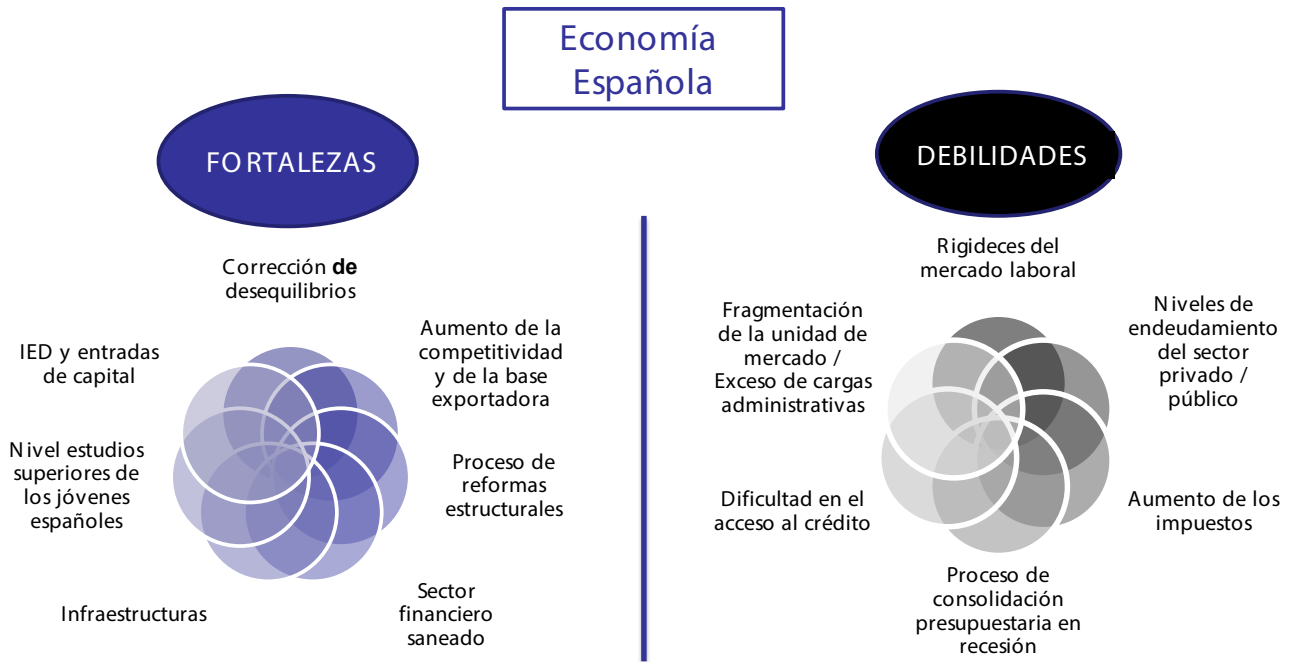 Economía
Española
FORTALEZAS
Corrección de
desequilibrios
Aumento de la
competitividad
y de la base
exportadora
Proceso de
reformas
estructurales
Sector
financiero
saneado
Infraestructuras
Nivel estudios
superiores de
los jóvenes
españoles
IED y entradas
de capital
DEBILIDADES
Rigideces del
mercado laboral
Niveles de
endeudamiento
del sector
privado /
público
Aumento de los
impuestos
Proceso de
consolidación
presupuestaria en
recesión
Dificultad en el
acceso al crédito
Fragmentación
de la unidad de
mercado /
Exceso de cargas
administrativas